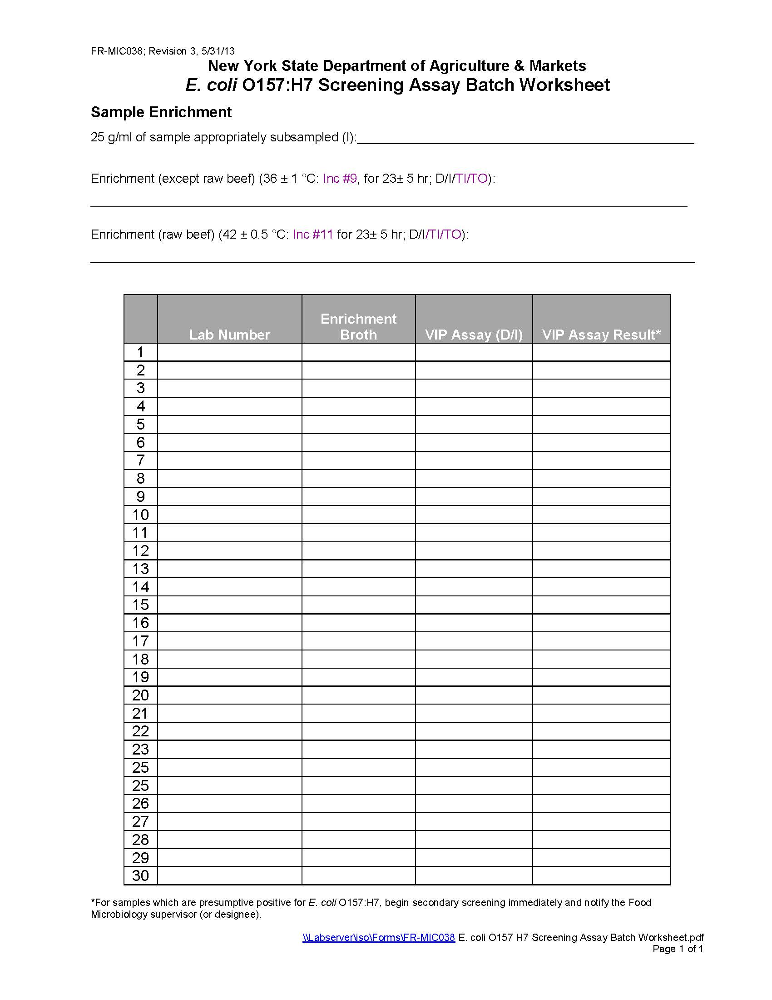 FR-MIC038; Revision 3, 5/31/13
New York State Department of Agriculture & Markets
E. coli O157:H7 Screening Assay Batch Worksheet
Sample Enrichment
25 g/ml of sample appropriately subsampled (I):
Enrichment (except raw beef) (36 ± 1 °C: Inc #9, for 23± 5 hr; D/I/TI/TO):
Enrichment (raw beef) (42 ± 0.5 °C: Inc #11 for 23± 5 hr; D/I/TI/TO):
Lab Number Enrichment Broth VIP Assay (D/I) VIP Assay Result*
1
2
3
4
5
6
7
8
9
10
11
12
13
14
15
16
17
18
19
20
21
22
23
25
25
26
27
28
29
30
*For samples which are presumptive positive for E. coli O157:H7, begin secondary screening immediately and notify the Food
Microbiology supervisor (or designee).
\\Labserver\iso\Forms\FR-MIC038 E. coli O157 H7 Screening Assay Batch Worksheet.pdf
Page 1 of 1